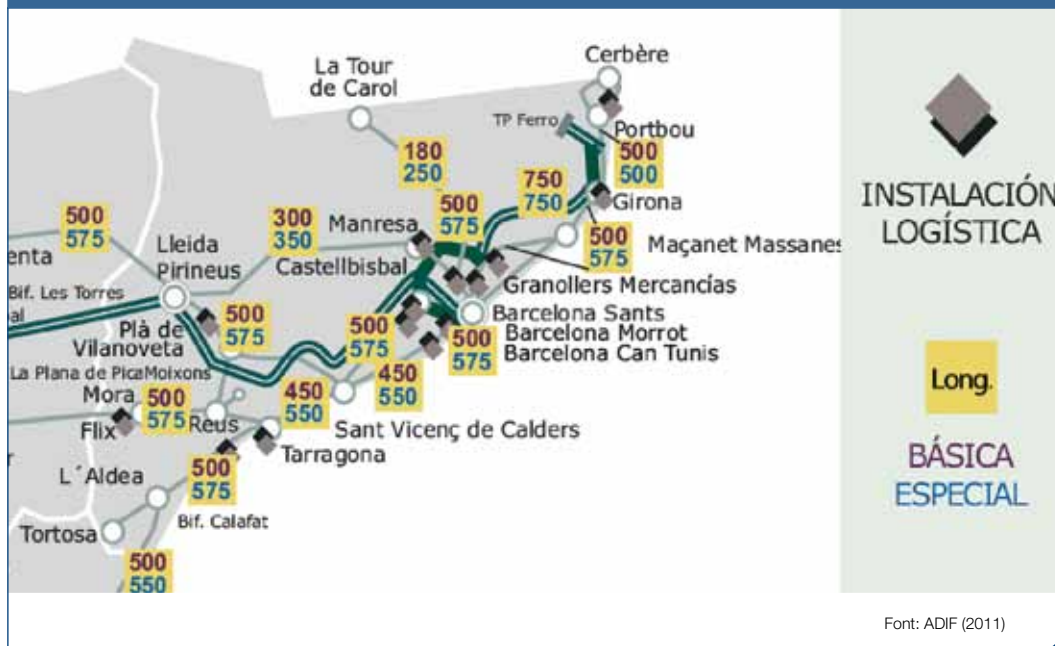 Cerbère
La Tour
de Carol
TP Ferro
Portbou
180
250
500
500
750
750
500
575
Girona
500
575
300
350
Manresa
500
575
Maçanet Massanes
enta
Lleida
Pirineus
Castellbisbal
Granollers Mercancías
Bif. Les Torres
al
Barcelona Sants
500
575
Plà de
Vilanoveta
500
575
500
575
Barcelona Morrot
Barcelona Can Tunis
La Plana de PicaMoixons
450
550
450
550
Mora
500
575
Reus
Flix
Sant Vicenç de Calders
Tarragona
r
L´Aldea
500
575
Bif. Calafat
Tortosa
500
550
INSTALACIÓN
LOGÍSTICA
Long.
BÁSICA
ESPECIAL
Font: ADIF (2011)